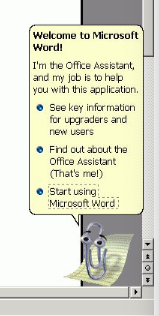 Welcome to Microsoft
Word!
I'm the Office Assistant,
and my job is to help
you with this application.
See key information
for upgraders and
new users
Find out about the
Office Assistant
(That's me!)
Start using
Microsoft Word